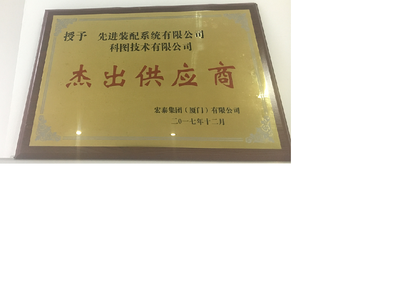 授予 先进装配系统有限公司
科图技术有限公司
杰出供应商
宏泰集团(厦门)有限公司
二〇一七年十二月